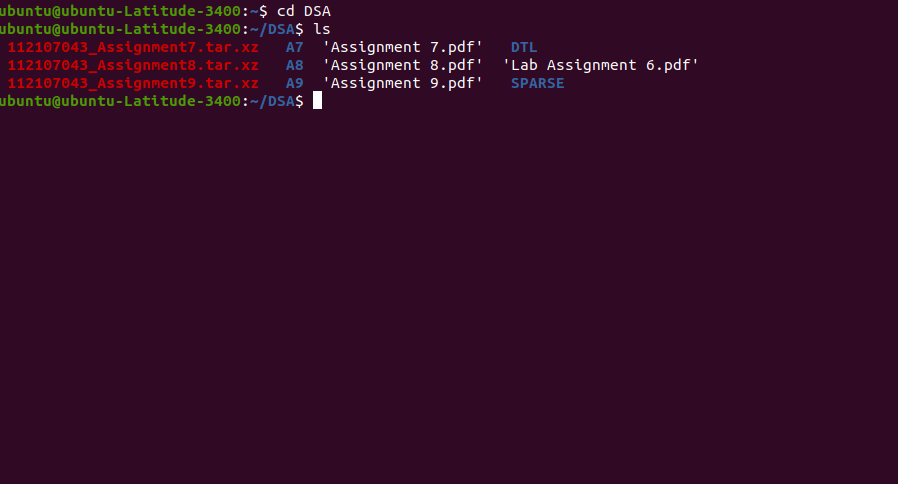 ubuntu@ubuntu-Latitude-3400:~$ cd DSA
ubuntu@ubuntu-Latitude-3400:~/DSA$ ls
112107043_Assignment7.tar.xz   A7  'Assignment 7.pdf'   DTL
112107043_Assignment8.tar.xz   A8  'Assignment 8.pdf'  'Lab Assignment 6.pdf'
112107043_Assignment9.tar.xz   A9  'Assignment 9.pdf'   SPARSE
ubuntu@ubuntu-Latitude-3400:~/DSA$